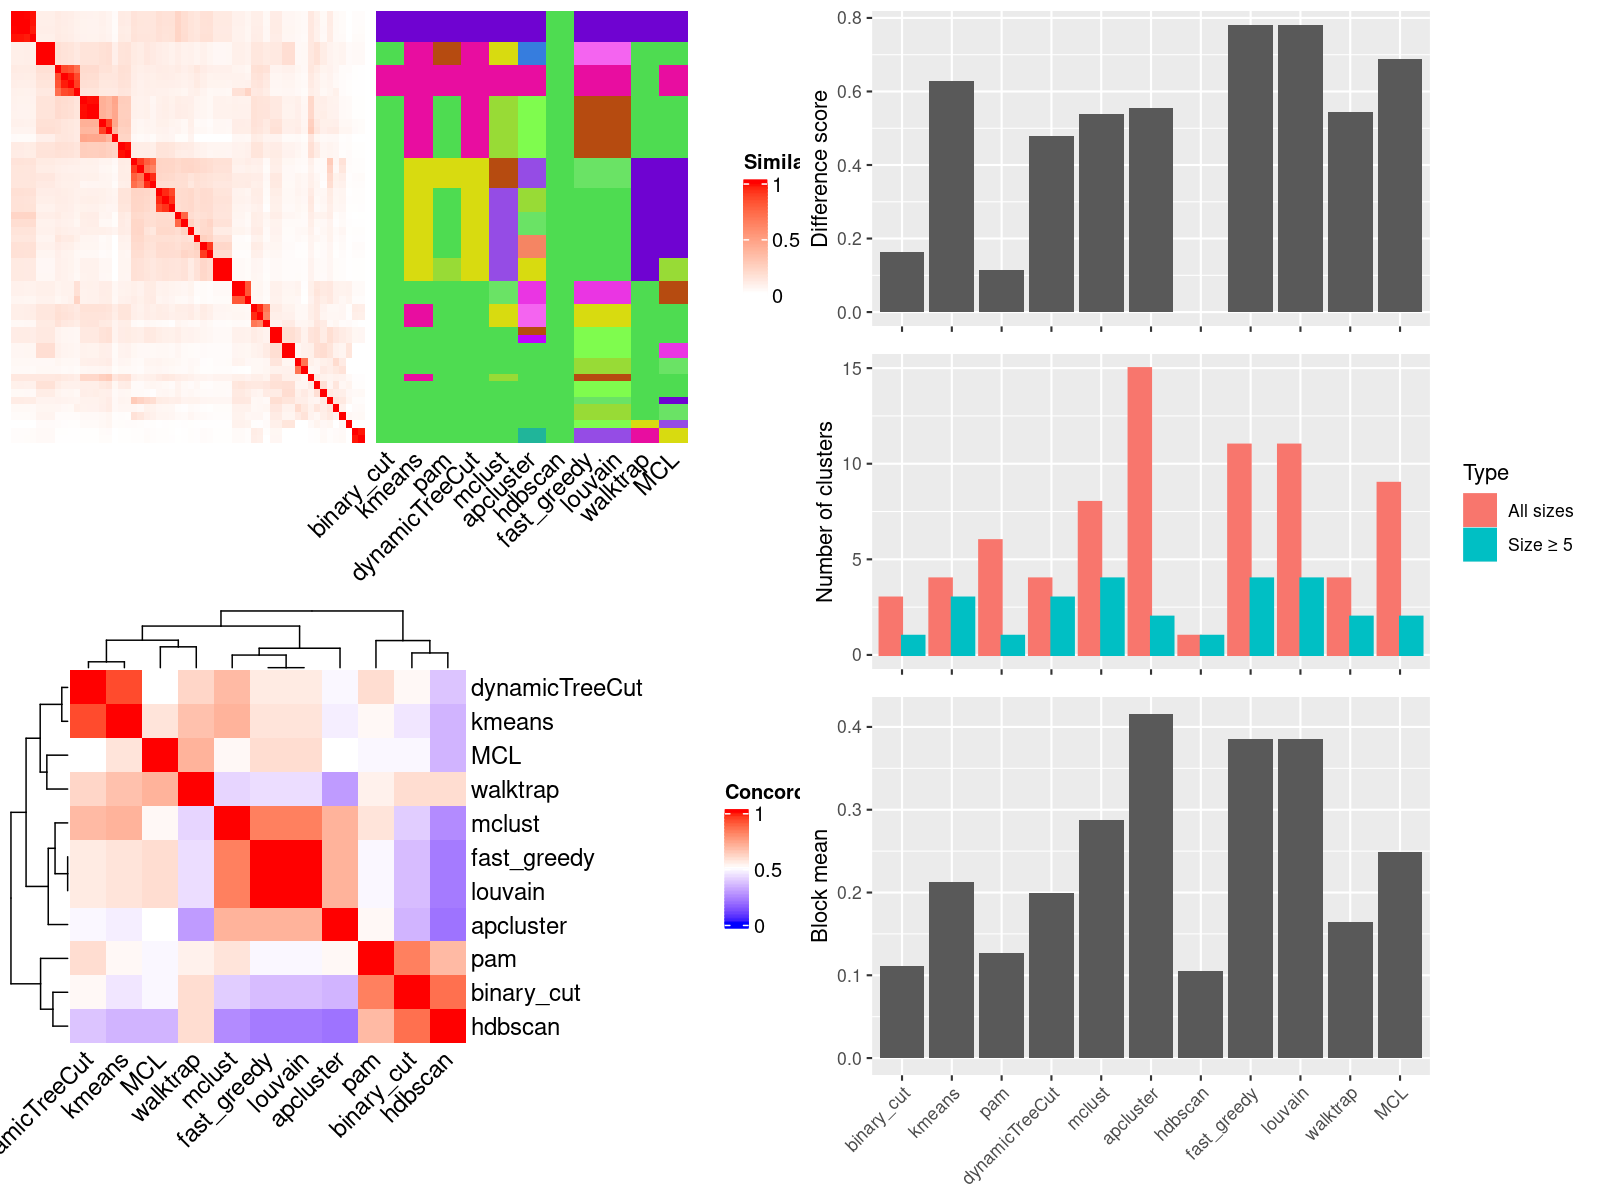 Simila
1
0.5
0
binary_cut
kmeans
pam
dynamicTreeCut
mclust
apcluster
hdbscan
fast_greedy
louvain
walktrap
MCL
dynamicTreeCut
kmeans
MCL
walktrap
mclust
fast_greedy
louvain
apcluster
pam
binary_cut
hdbscan
Concord
1
0.5
0
amicTreeCut
kmeans
MCL
walktrap
mclust
fast_greedy
louvain
apcluster
pam
binary_cut
hdbscan
Difference score
0.8
0.6
0.4
0.2
0.0
Number of clusters
15
10
5
0
Type
All sizes
Size ≥ 5
Block mean
0.4
0.3
0.2
0.1
0.0
binary_cut
kmeans
pam
dynamicTreeCut
mclust
apcluster
hdbscan
fast_greedy
louvain
walktrap
MCL